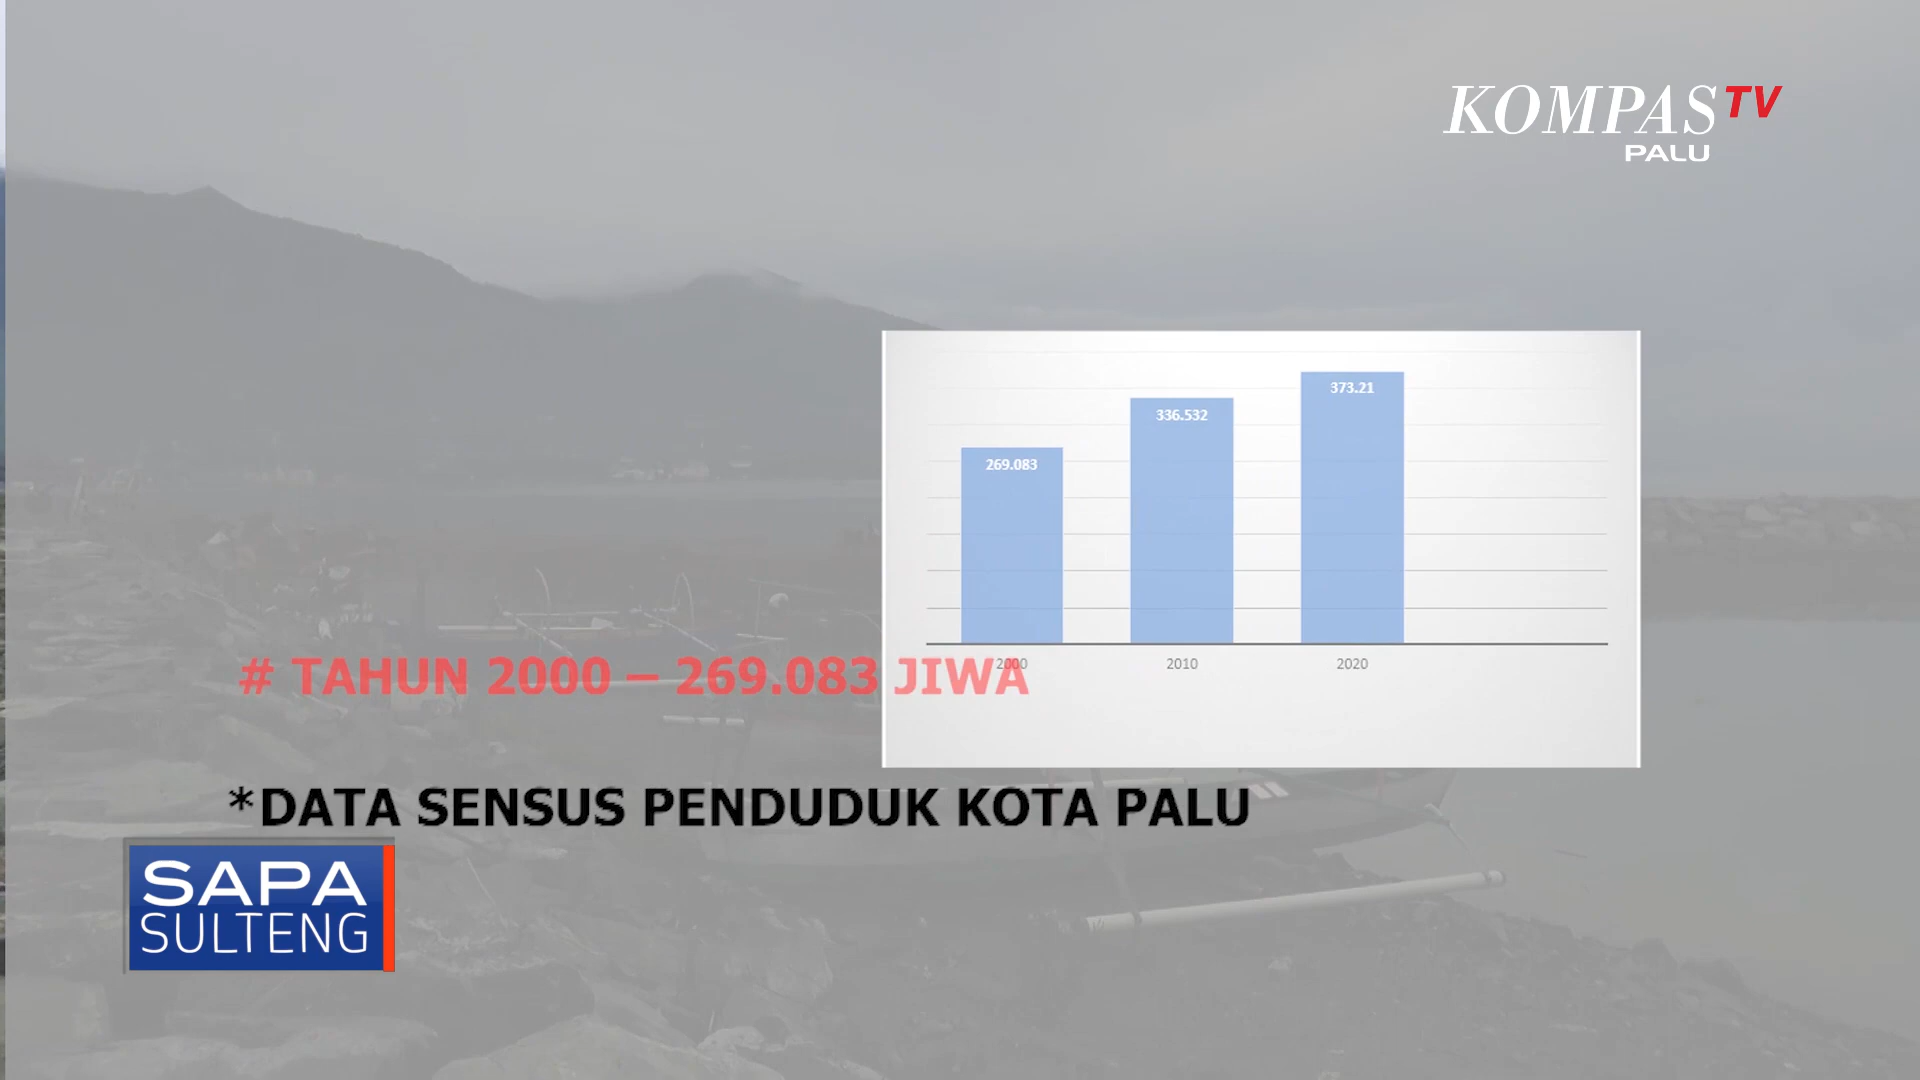 KOMPAS TV
PALU
373.21
336.532
269.083
2000
2010
2020
# TAHUN 2000 – 269.083 JIWA
*DATA SENSUS PENDUDUK KOTA PALU
SAPA
SULTENG